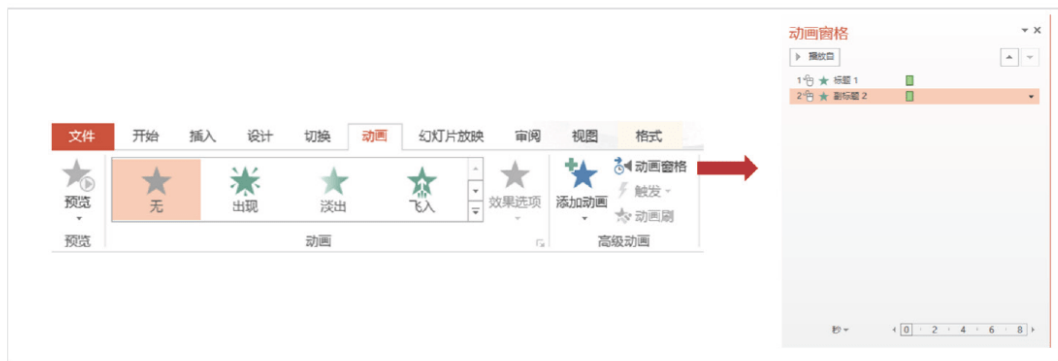 文件 开始 插入 设计 切换 动画 幻灯片放映 审阅 视图 格式
预览 无 出现 淡出 飞入 效果选项 添加动画 动画窗格
触发
动画刷
预览 动画 高级动画
动画窗格
播放自
1 标题 1
2 副标题 2
秒 0 2 4 6 8